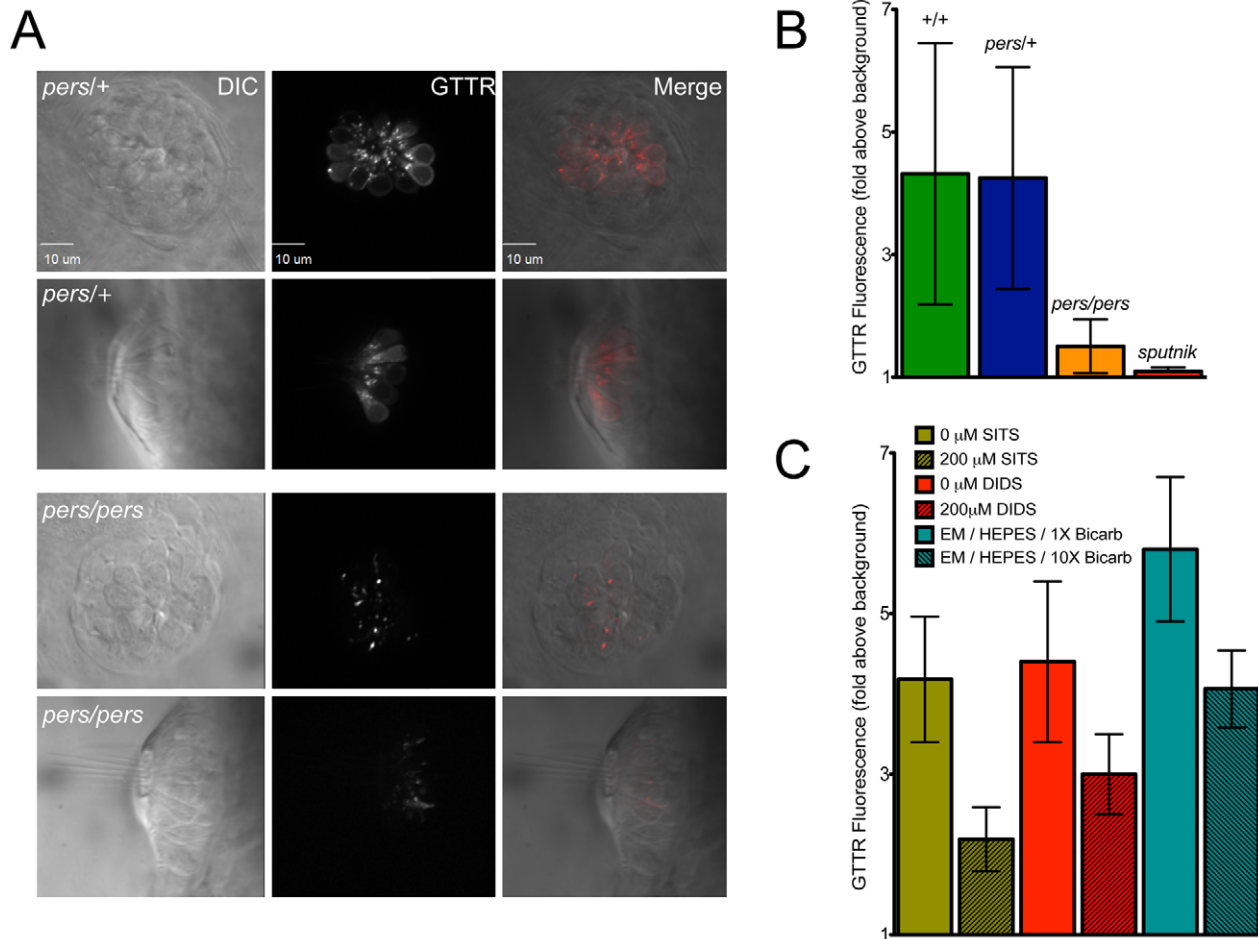 A
pers/+
DIC
GTTR
Merge
10 um
10 um
10 um
pers/+
pers/pers
pers/pers
B
GTTR Fluorescence (fold above background)
7
5
3
1
+/+
pers/+
pers/pers
sputnik
C
GTTR Fluorescence (fold above background)
7
5
3
1
0 μM SITS
200 μM SITS
0 μM DIDS
200μM DIDS
EM / HEPES / 1X Bicarb
EM / HEPES / 10X Bicarb